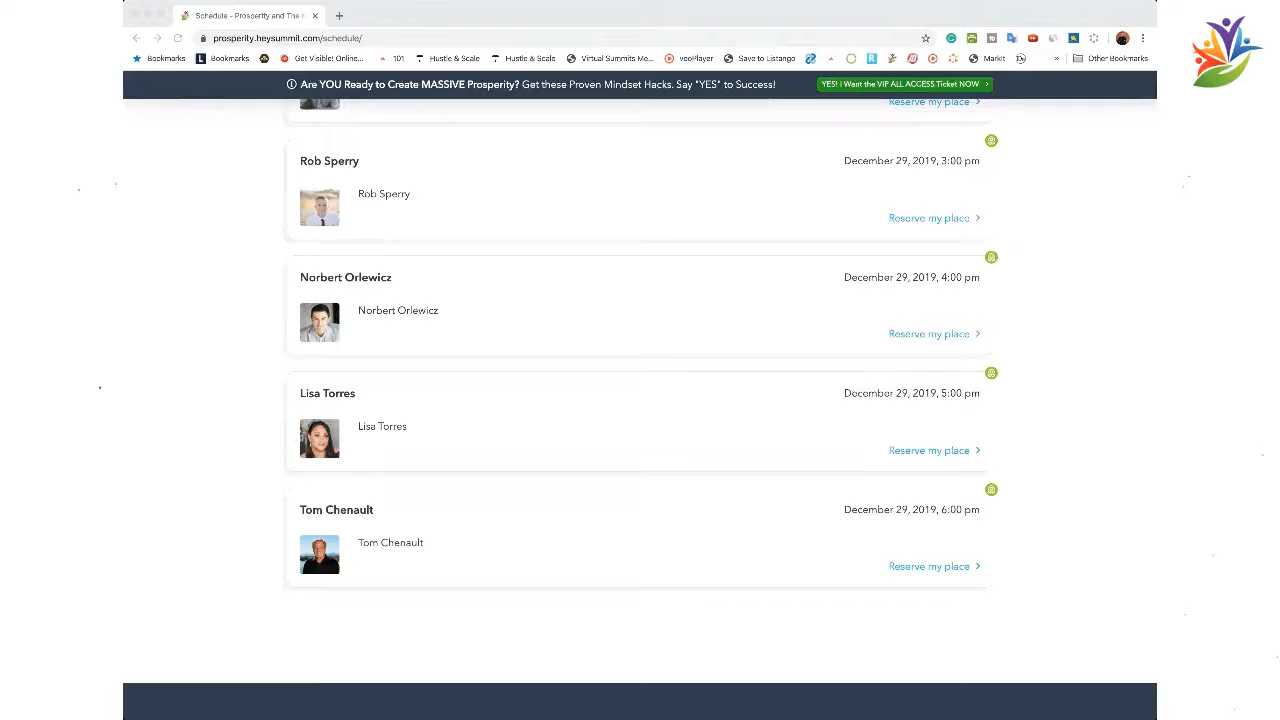 Schedule - Prosperity and The H
prosperity.heysummit.com/schedule/
Bookmarks Bookmarks Get Visible! Online... 101 Hustle & Scale Hustle & Scale Virtual Summits Me... vooPlayer Save to Listango Markit » Other Bookmarks
Are YOU Ready to Create MASSIVE Prosperity? Get these Proven Mindset Hacks. Say "YES" to Success! YES! I Want the VIP ALL ACCESS Ticket NOW
Reserve my place
Rob Sperry December 29, 2019, 3:00 pm
Rob Sperry
Reserve my place
Norbert Orlewicz December 29, 2019, 4:00 pm
Norbert Orlewicz
Reserve my place
Lisa Torres December 29, 2019, 5:00 pm
Lisa Torres
Reserve my place
Tom Chenault December 29, 2019, 6:00 pm
Tom Chenault
Reserve my place